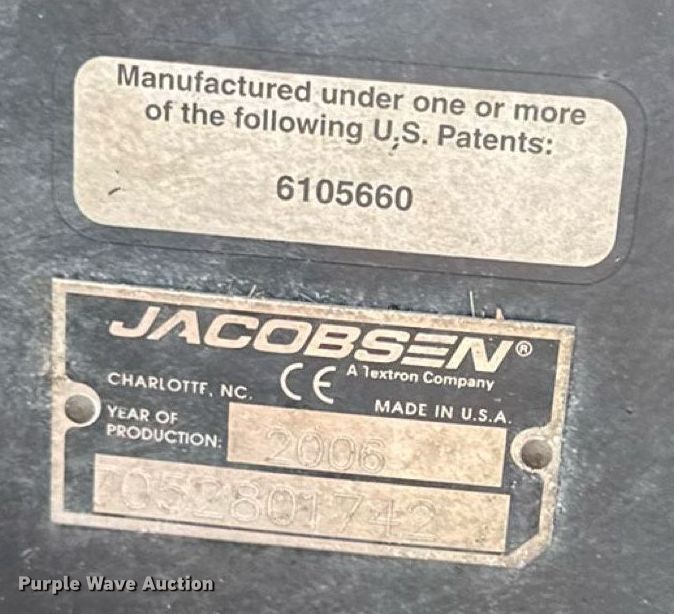 Manufactured under one or more
of the following U.S. Patents:
6105660
JACOBSEN®
A Textron Company
CHARLOTTE, NC. CE
MADE IN U.S.A.
YEAR OF
PRODUCTION: 2006
7052801742
Purple Wave Auction